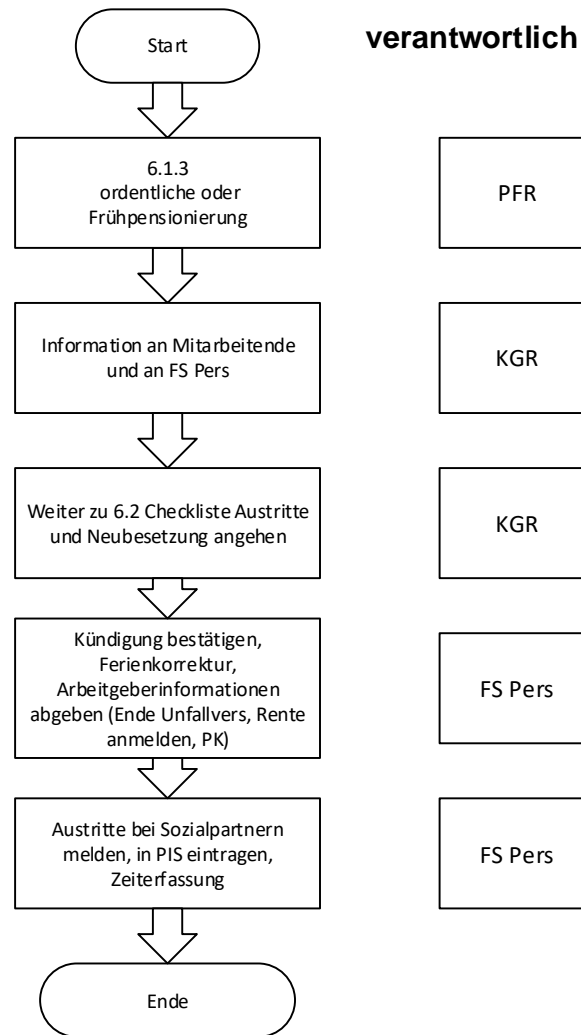 Start
verantwortlich
6.1.3
ordentliche oder
Frühpensionierung
PFR
Information an Mitarbeitende
und an FS Pers
KGR
Weiter zu 6.2 Checkliste Austritte
und Neubesetzung angehen
KGR
Kündigung bestätigen,
Ferienkorrektur,
Arbeitgeberinformationen
abgeben (Ende Unfallvers, Rente
anmelden, PK)
FS Pers
Austritte bei Sozialpartnern
melden, in PIS eintragen,
Zeiterfassung
FS Pers
Ende